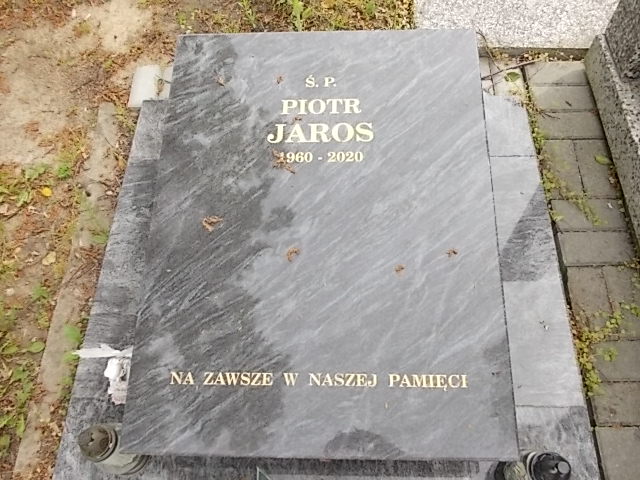 Ś. P.
PIOTR
JAROS
1960 - 2020
NA ZAWSZE W NASZEJ PAMIĘCI